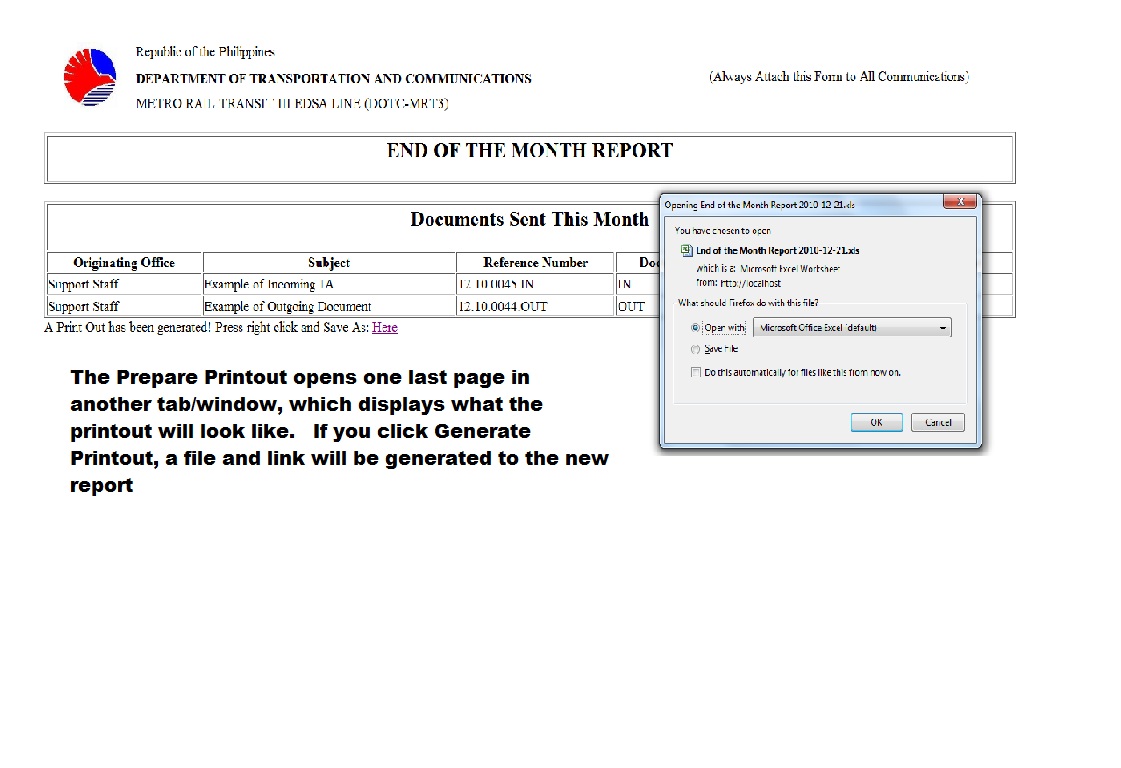 Republic of the Philippines
DEPARTMENT OF TRANSPORTATION AND COMMUNICATIONS
(Always Attach this Form to All Communications)
METRO RAIL TRANSIT III EDSA LINE (DOTC-MRT3)
END OF THE MONTH REPORT
Documents Sent This Month
Originating Office Subject Reference Number
Support Staff Example of Incoming IN
Support Staff Example of Outgoing Document 12.10.0044.OUT OUT
A Print Out has been generated! Press right click and Save As: Here
Opening End of the Month Report 2010-12-21.xls
X
You have chosen to open
End of the Month Report 2010-12-21.xls
which is a: Microsoft Excel Worksheet
from: http://localhost
What should Firefox do with this file?
Open with Microsoft Office Excel (default)
Save File
Do this automatically for files like this from now on.
OK Cancel
The Prepare Printout opens one last page in
another tab/window, which displays what the
printout will look like. If you click Generate
Printout, a file and link will be generated to the new
report